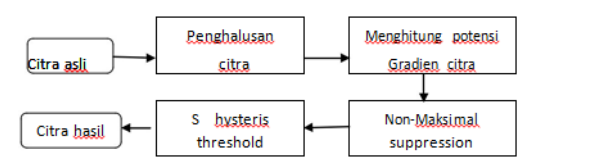 Citra asli
Penghalusan
citra
Menghitung potensi
Gradien citra
Non-Maksimal
suppression
S hysteris
threshold
Citra hasil